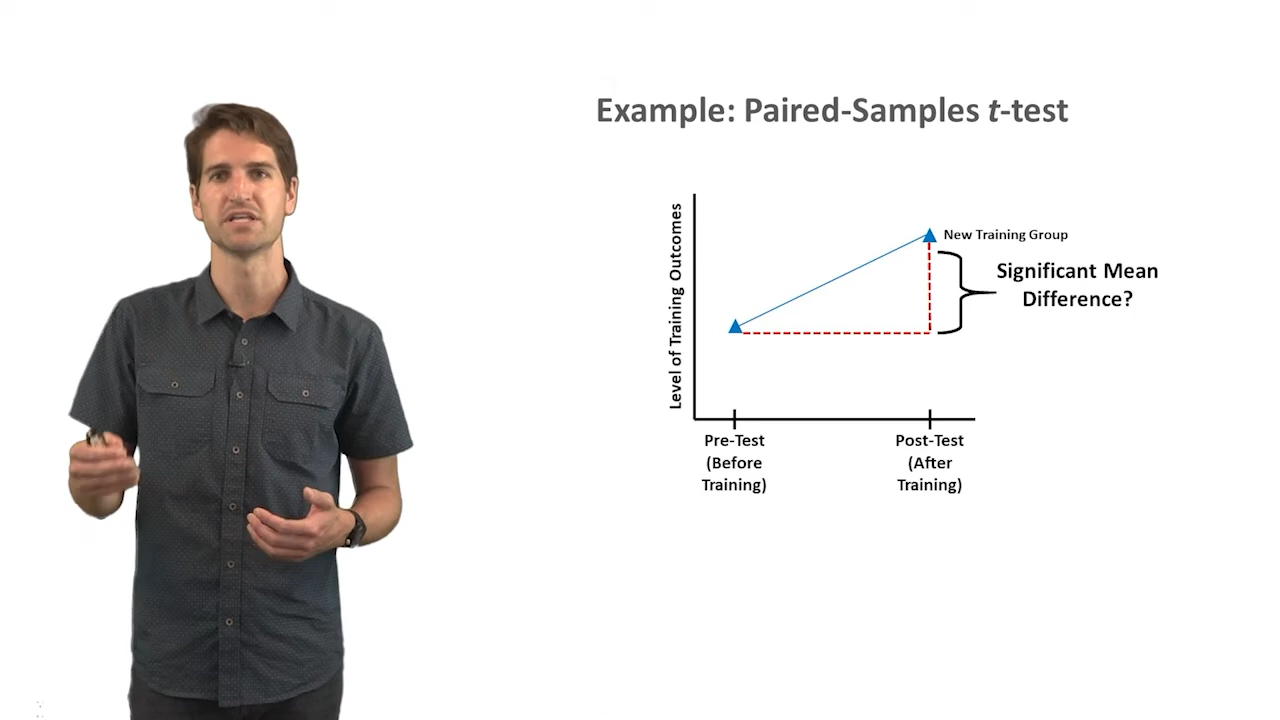 Example: Paired-Samples t-test
Level of Training Outcomes
New Training Group
Significant Mean
Difference?
Pre-Test
(Before
Training)
Post-Test
(After
Training)